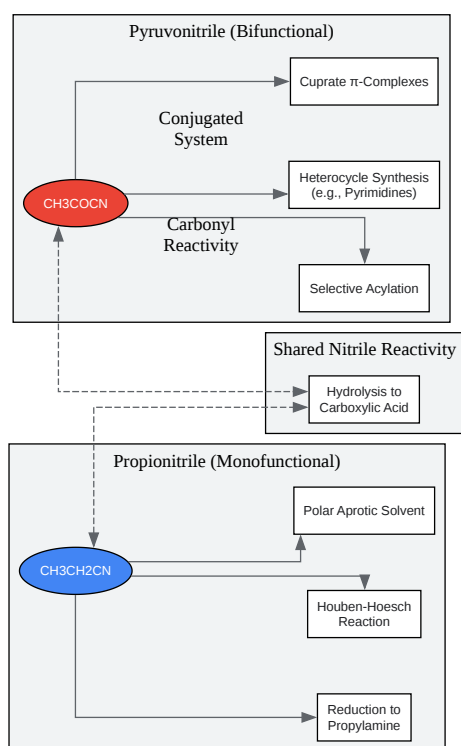 Pyruvonitrile (Bifunctional)
Cuprate π-Complexes
Conjugated
System
Heterocycle Synthesis
(e.g., Pyrimidines)
CH3COCN
Carbonyl
Reactivity
Selective Acylation
Shared Nitrile Reactivity
Hydrolysis to
Carboxylic Acid
Propionitrile (Monofunctional)
Polar Aprotic Solvent
CH3CH2CN
Houben-Hoesch
Reaction
Reduction to
Propylamine